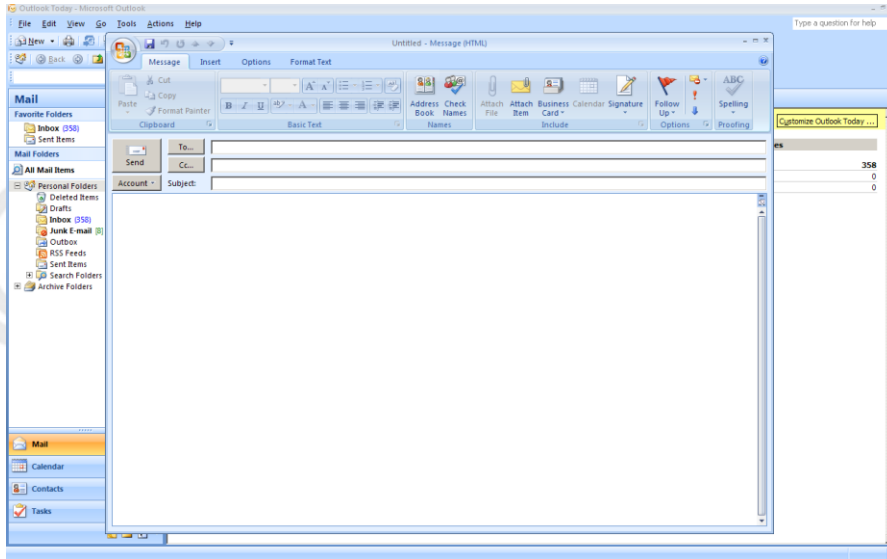 Outlook Today - Microsoft Outlook
File Edit View Go Tools Actions Help
Type a question for help
New
Back
Untitled - Message (HTML)
Message Insert Options Format Text
Paste
Cut
Copy
Format Painter
Clipboard
B I U
Basic Text
Address Book
Check Names
Names
Attach File
Attach Item
Business Card
Calendar
Signature
Include
Follow Up
Options
ABC
Spelling
Proofing
Send
To...
Cc...
Account
Subject:
Customize Outlook Today ...
es
358
0
0
Mail
Favorite Folders
Inbox (358)
Sent Items
Mail Folders
All Mail Items
Personal Folders
Deleted Items
Drafts
Inbox (358)
Junk E-mail [8]
Outbox
RSS Feeds
Sent Items
Search Folders
Archive Folders
Mail
Calendar
Contacts
Tasks